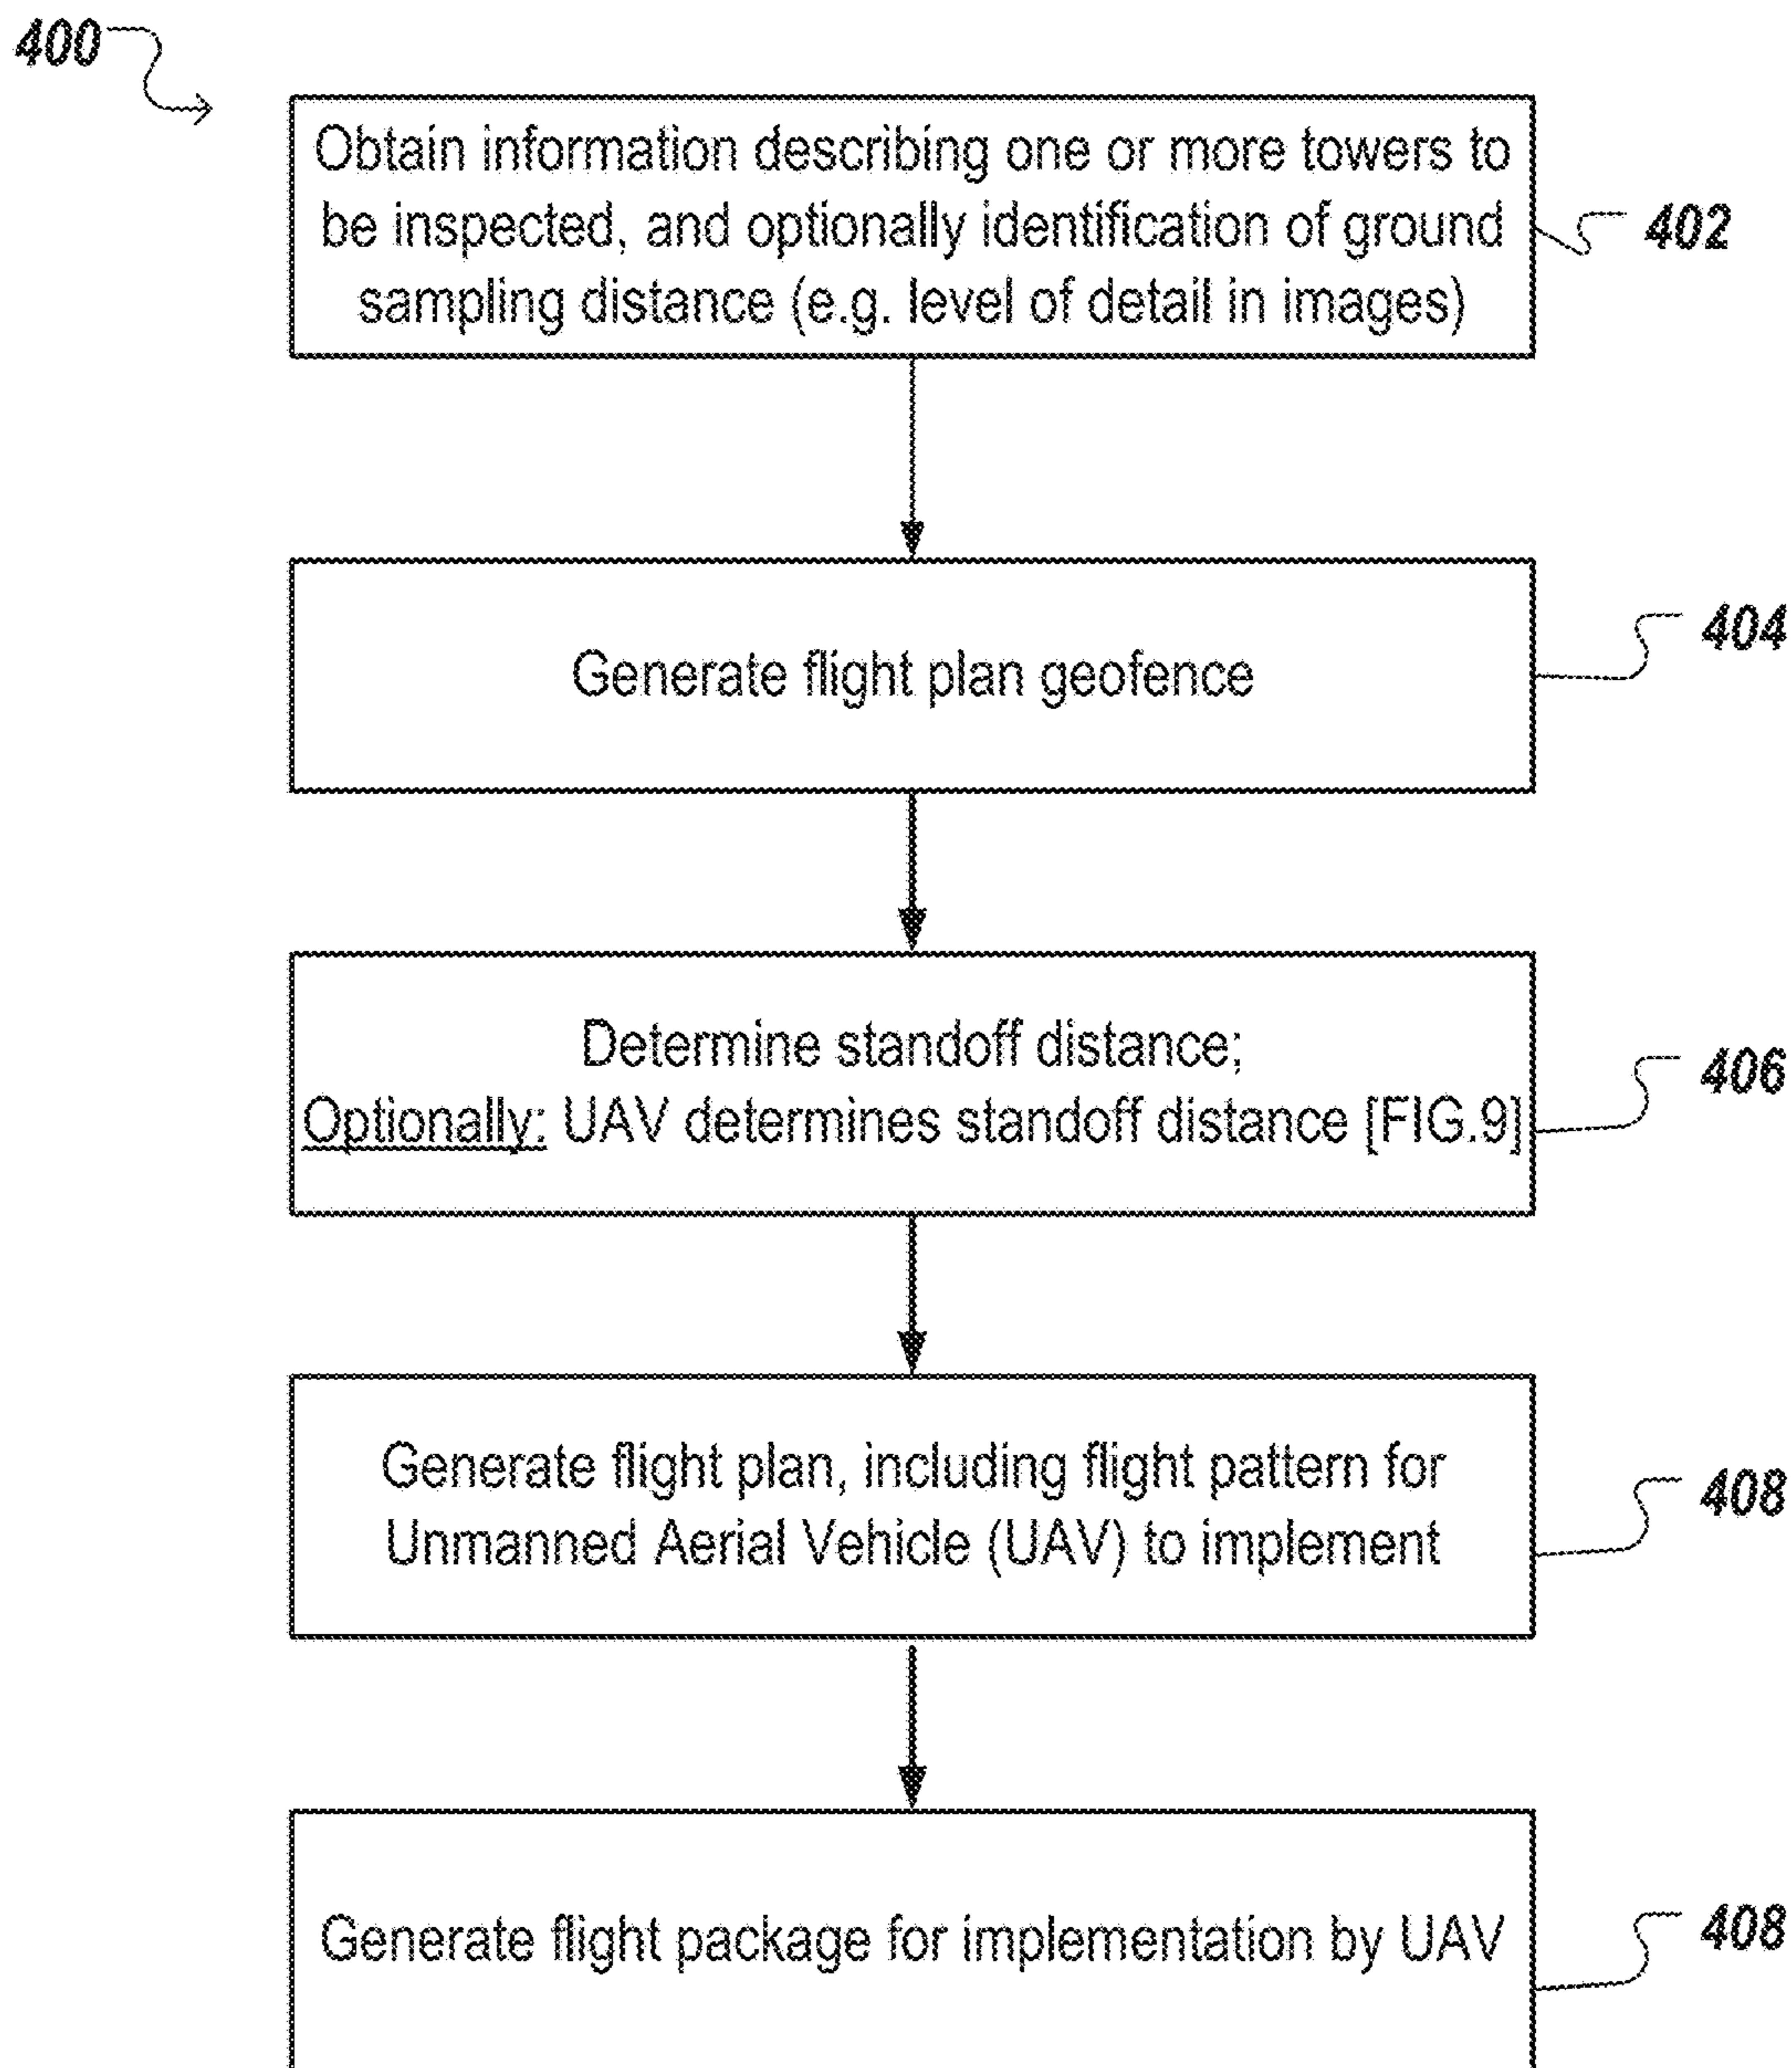 400
Obtain information describing one or more towers to
be inspected, and optionally identification of ground
sampling distance (e.g. level of detail in images)
402
Generate flight plan geofence
404
Determine standoff distance;
Optionally: UAV determines standoff distance [FIG.9]
406
Generate flight plan, including flight pattern for
Unmanned Aerial Vehicle (UAV) to implement
408
Generate flight package for implementation by UAV
408